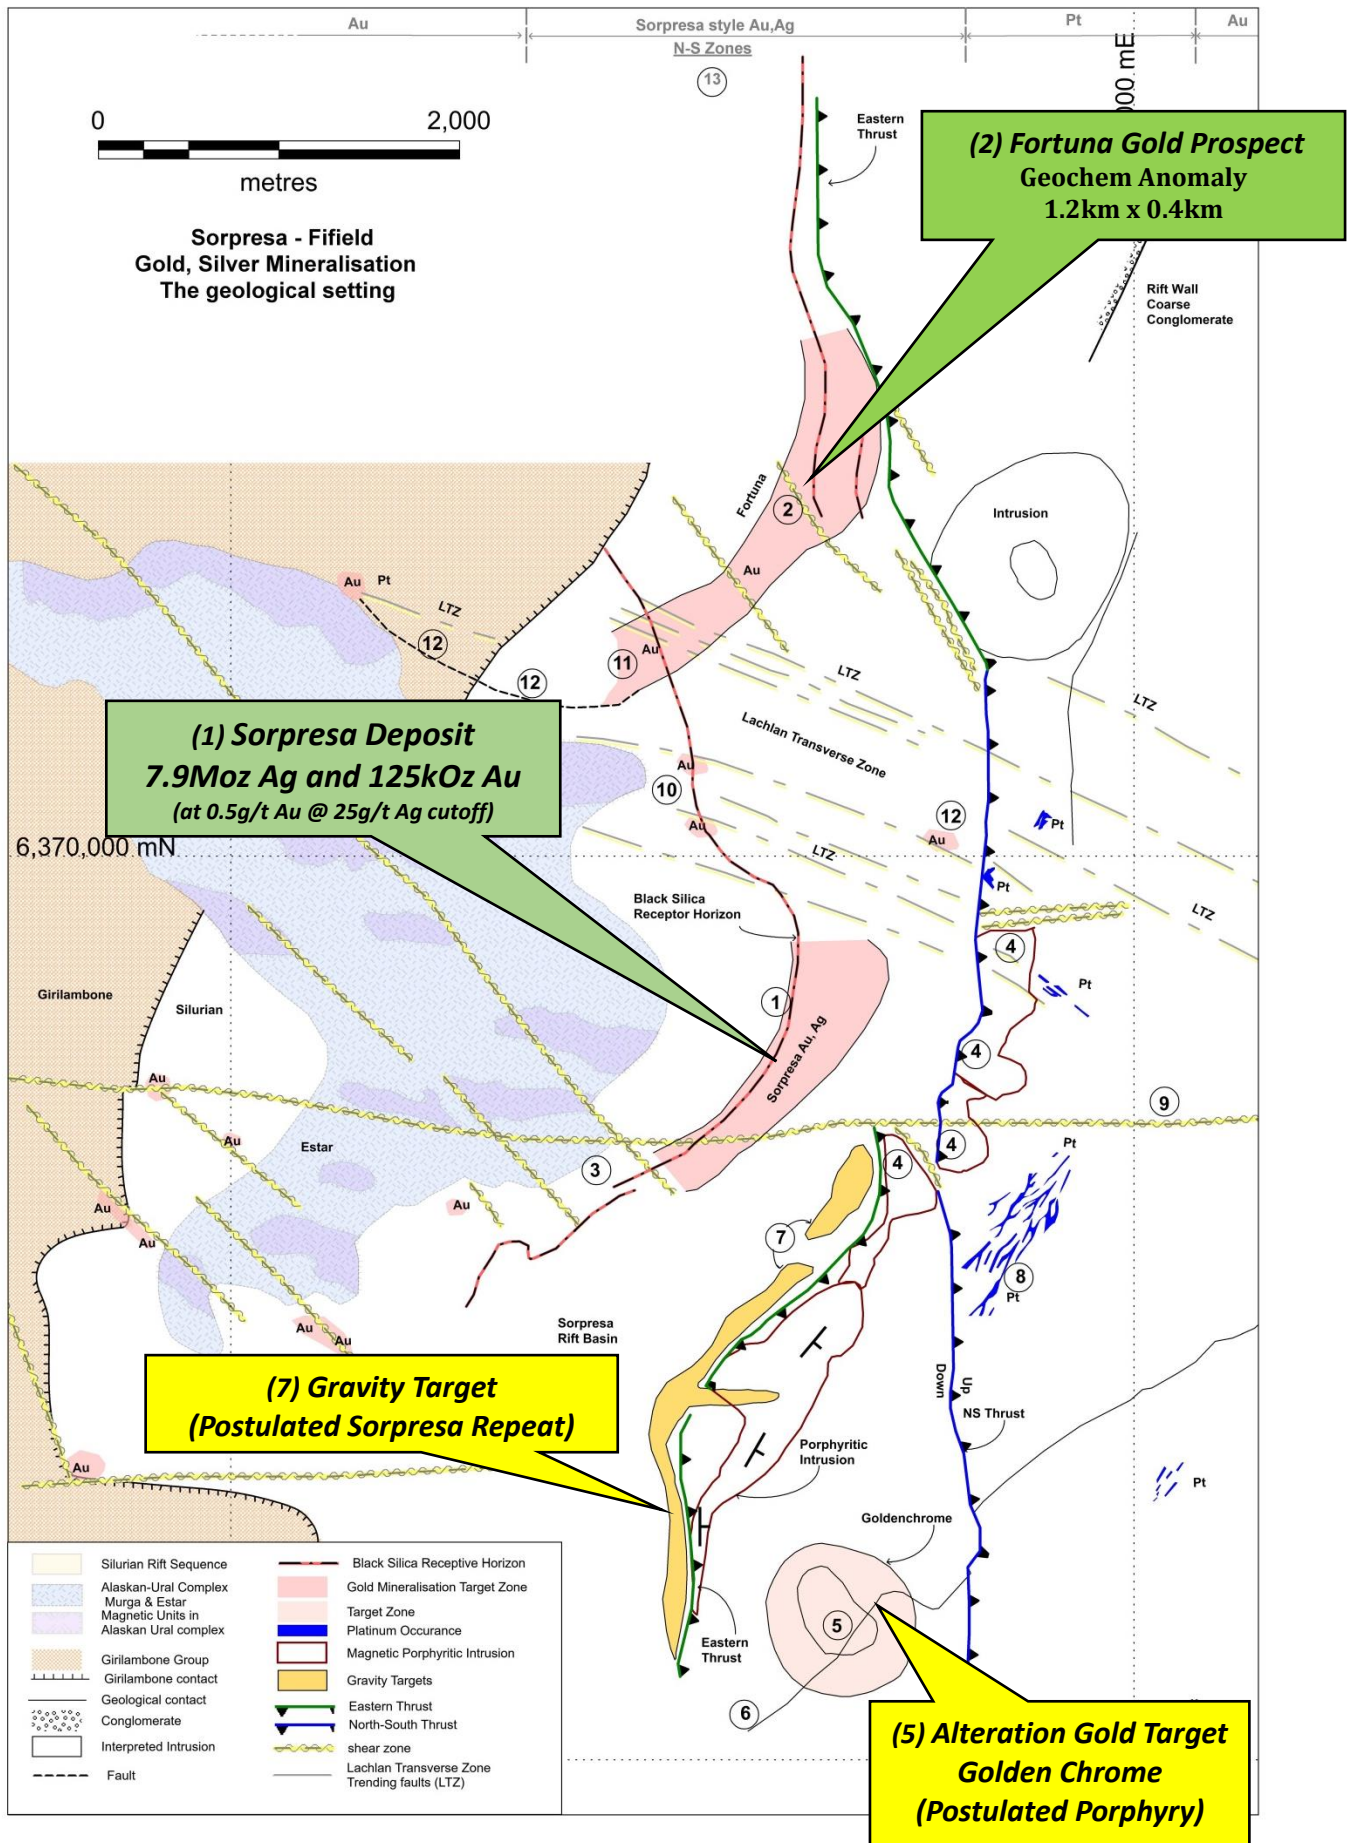 Au
Sorpresa style Au,Ag
Pt
Au
N-S Zones
13
0
2,000
metres
Sorpresa - Fifield
Gold, Silver Mineralisation
The geological setting
Eastern
Thrust
000 mE
(2) Fortuna Gold Prospect
Geochem Anomaly
1.2km x 0.4km
Rift Wall
Coarse
Conglomerate
Fortuna
2
Intrusion
Au
Au
Pt
LTZ
12
12
11
Au
LTZ
LTZ
Lachlan Transverse Zone
(1) Sorpresa Deposit
7.9Moz Ag and 125kOz Au
(at 0.5g/t Au @ 25g/t Ag cutoff)
Au
10
Au
12
Au
Pt
6,370,000 mN
LTZ
Pt
Black Silica
Receptor Horizon
LTZ
4
Pt
Girilambone
Silurian
1
Sorpresa Au, Ag
4
Au
9
Au
Estar
4
Pt
3
4
Au
Au
Au
7
8
Pt
Au
Au
Sorpresa
Rift Basin
(7) Gravity Target
(Postulated Sorpresa Repeat)
Down
Up
NS Thrust
Porphyritic
Intrusion
Au
Pt
Goldenchrome
5
Eastern
Thrust
6
(5) Alteration Gold Target
Golden Chrome
(Postulated Porphyry)
Silurian Rift Sequence
Alaskan-Ural Complex
Murga & Estar
Magnetic Units in
Alaskan Ural complex
Girilambone Group
Girilambone contact
Geological contact
Conglomerate
Interpreted Intrusion
Fault
Black Silica Receptive Horizon
Gold Mineralisation Target Zone
Target Zone
Platinum Occurance
Magnetic Porphyritic Intrusion
Gravity Targets
Eastern Thrust
North-South Thrust
shear zone
Lachlan Transverse Zone
Trending faults (LTZ)